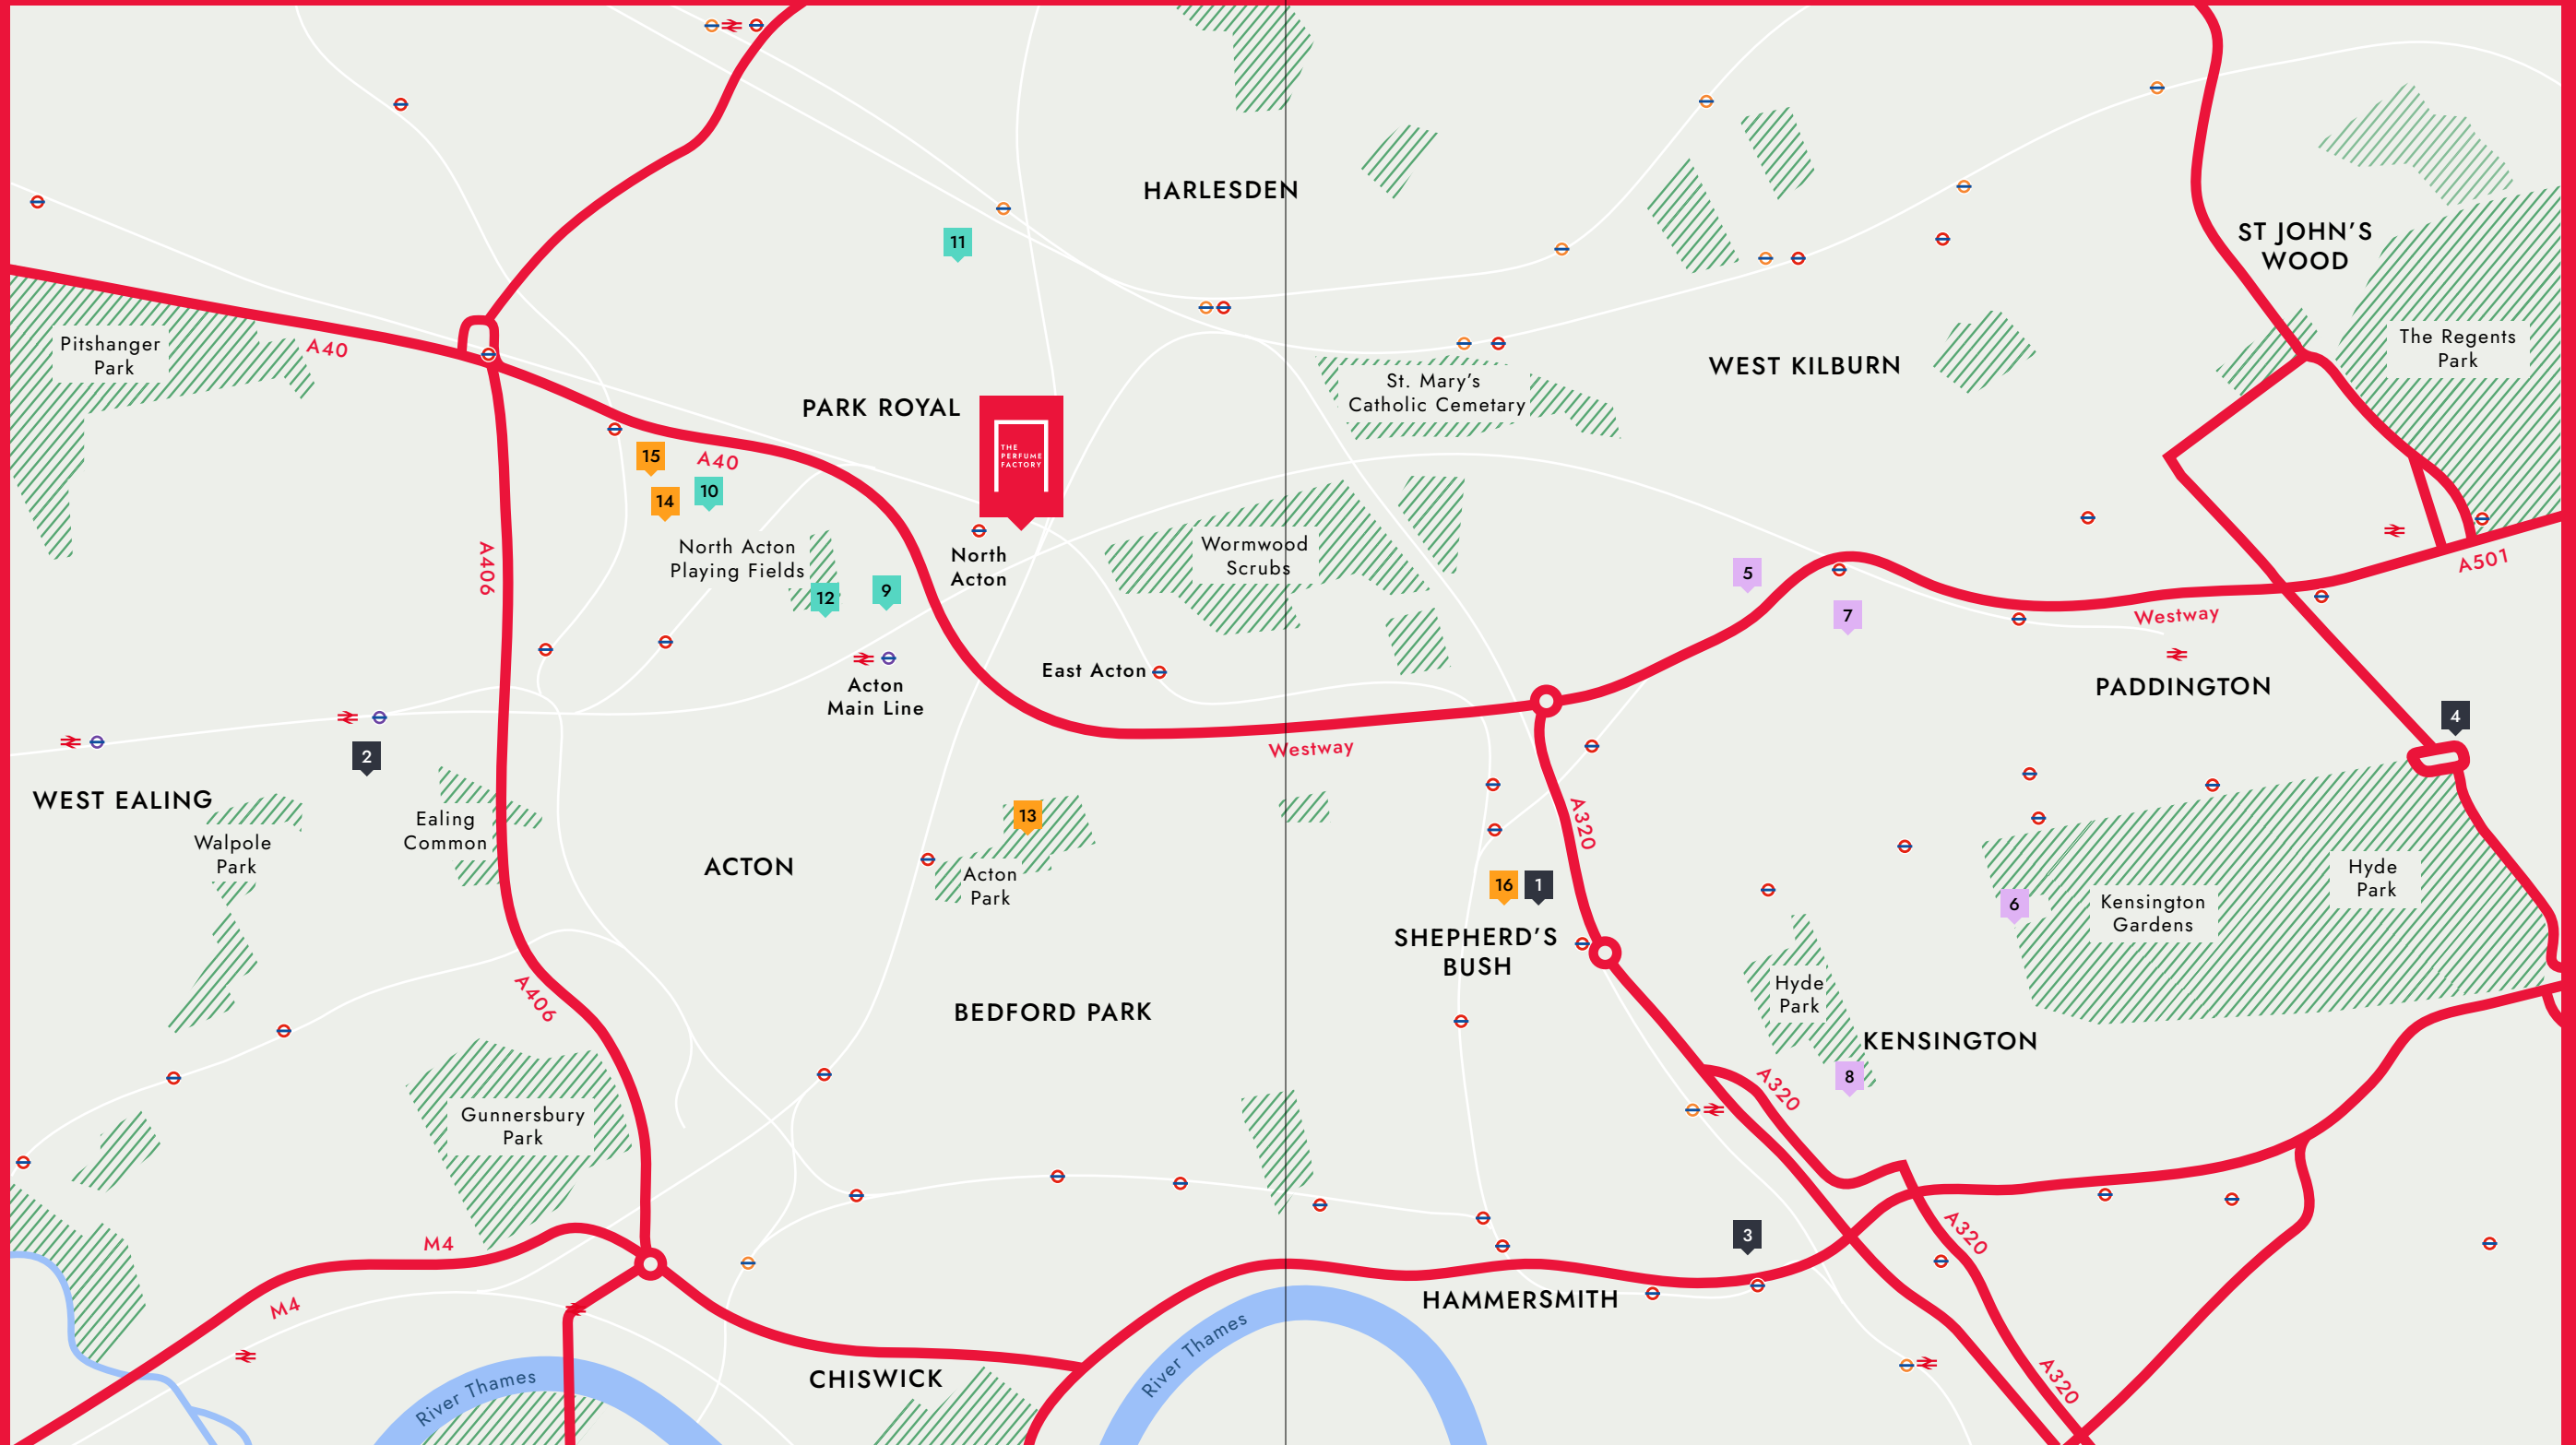 HARLESDEN
11
ST JOHN'S
WOOD
Pitshanger
Park
A40
The Regents
Park
WEST KILBURN
St. Mary's
Catholic Cemetary
PARK ROYAL
THE
PERFUME
FACTORY
15
A40
14
10
A406
North Acton
Playing Fields
12
9
North
Acton
Wormwood
Scrubs
5
7
A501
Westway
East Acton
Acton
Main Line
PADDINGTON
4
2
Westway
WEST EALING
Walpole
Park
Ealing
Common
13
ACTON
Acton
Park
A320
16
1
SHEPHERD'S
BUSH
6
Kensington
Gardens
Hyde
Park
A406
BEDFORD PARK
Hyde
Park
KENSINGTON
8
A320
Gunnersbury
Park
M4
M4
3
A320
HAMMERSMITH
River Thames
CHISWICK
River Thames
A320